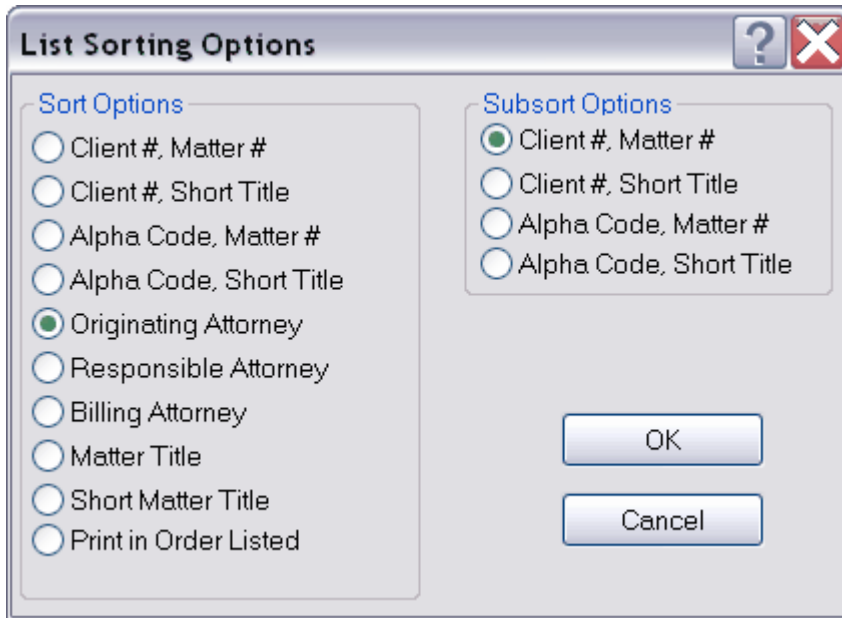 List Sorting Options
Sort Options
Client #, Matter #
Client #, Short Title
Alpha Code, Matter #
Alpha Code, Short Title
Originating Attorney
Responsible Attorney
Billing Attorney
Matter Title
Short Matter Title
Print in Order Listed
Subsort Options
Client #, Matter #
Client #, Short Title
Alpha Code, Matter #
Alpha Code, Short Title
OK
Cancel